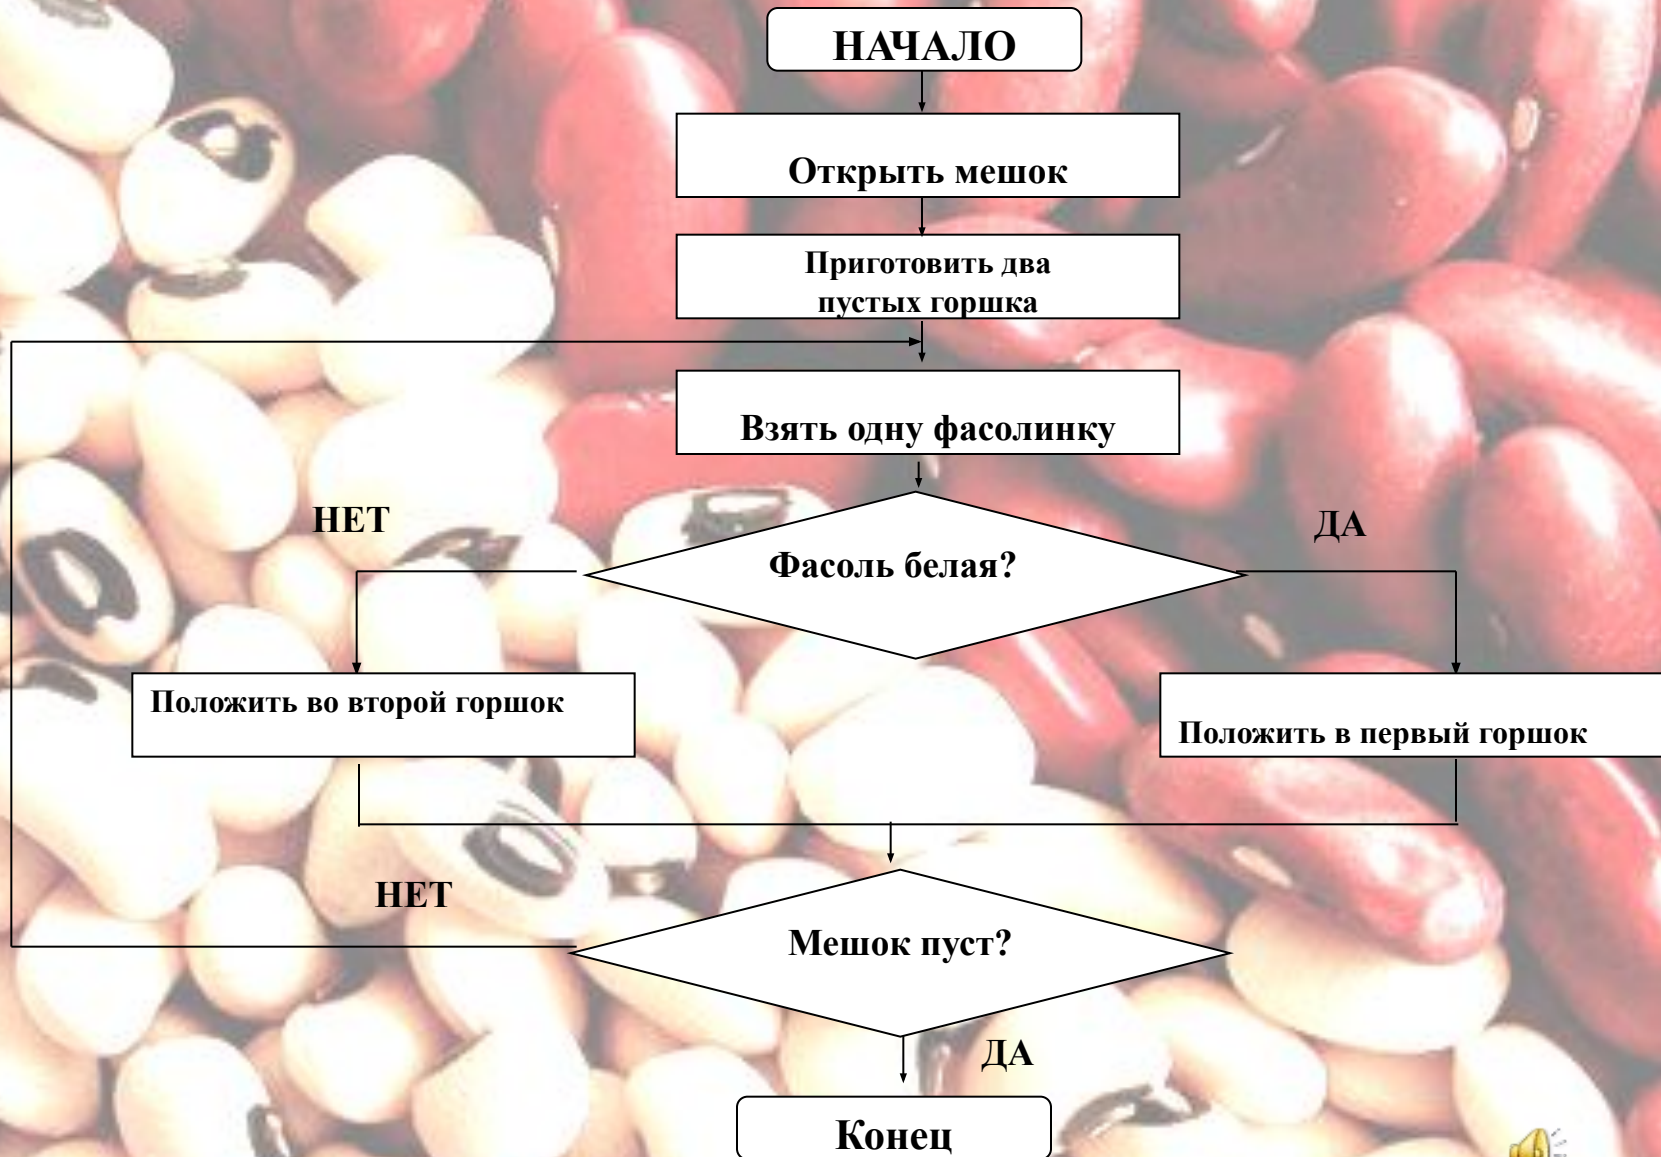 НАЧАЛО
Открыть мешок
Приготовить два
пустых горшка
Взять одну фасолинку
НЕТ
ДА
Фасоль белая?
Положить во второй горшок
Положить в первый горшок
НЕТ
Мешок пуст?
ДА
Конец